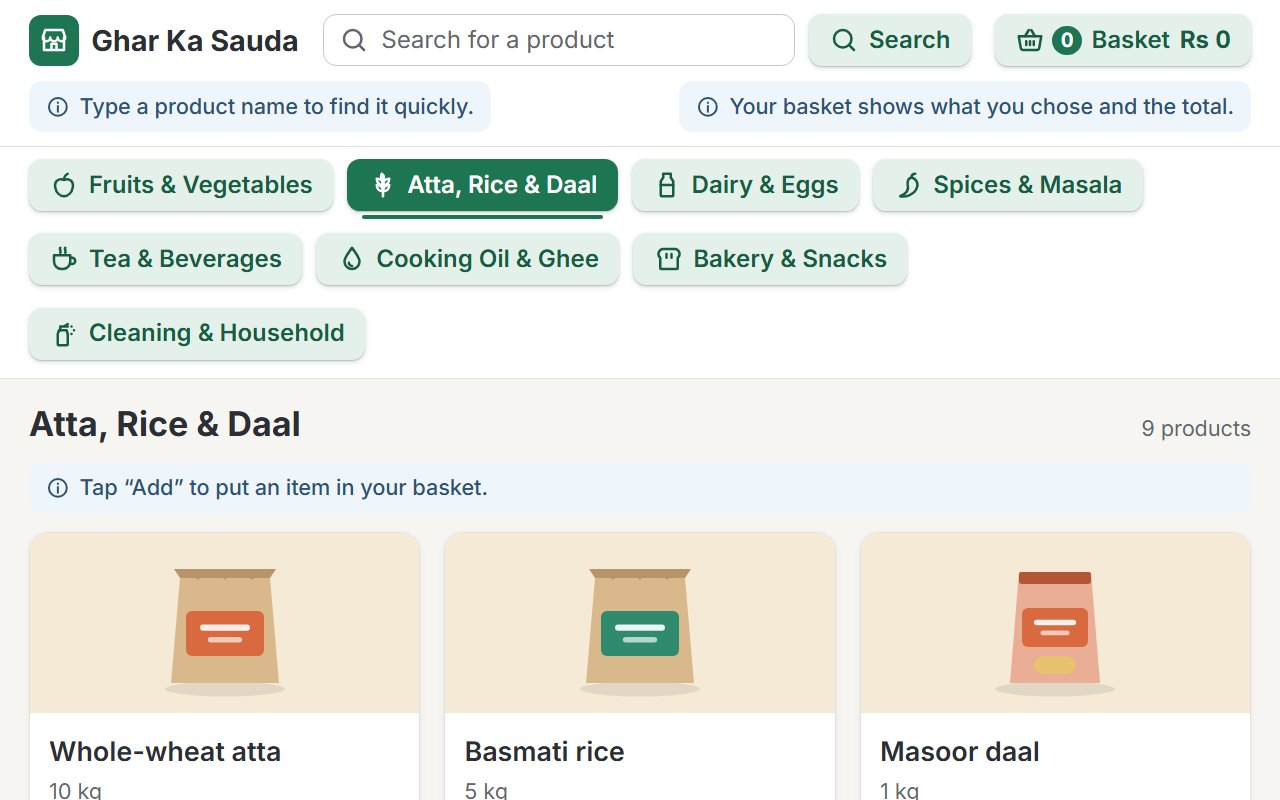 Ghar Ka Sauda
Search for a product
Search
0 Basket Rs 0
Type a product name to find it quickly.
Your basket shows what you chose and the total.
Fruits & Vegetables
Atta, Rice & Daal
Dairy & Eggs
Spices & Masala
Tea & Beverages
Cooking Oil & Ghee
Bakery & Snacks
Cleaning & Household
Atta, Rice & Daal
9 products
Tap “Add” to put an item in your basket.
Whole-wheat atta
Basmati rice
Masoor daal
10 kg
5 kg
1 kg